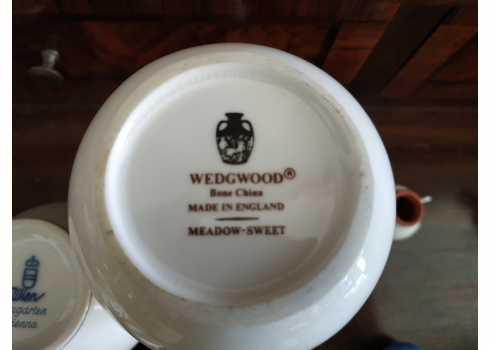 WEDGWOOD®
Bone China
MADE IN ENGLAND
MEADOW-SWEET